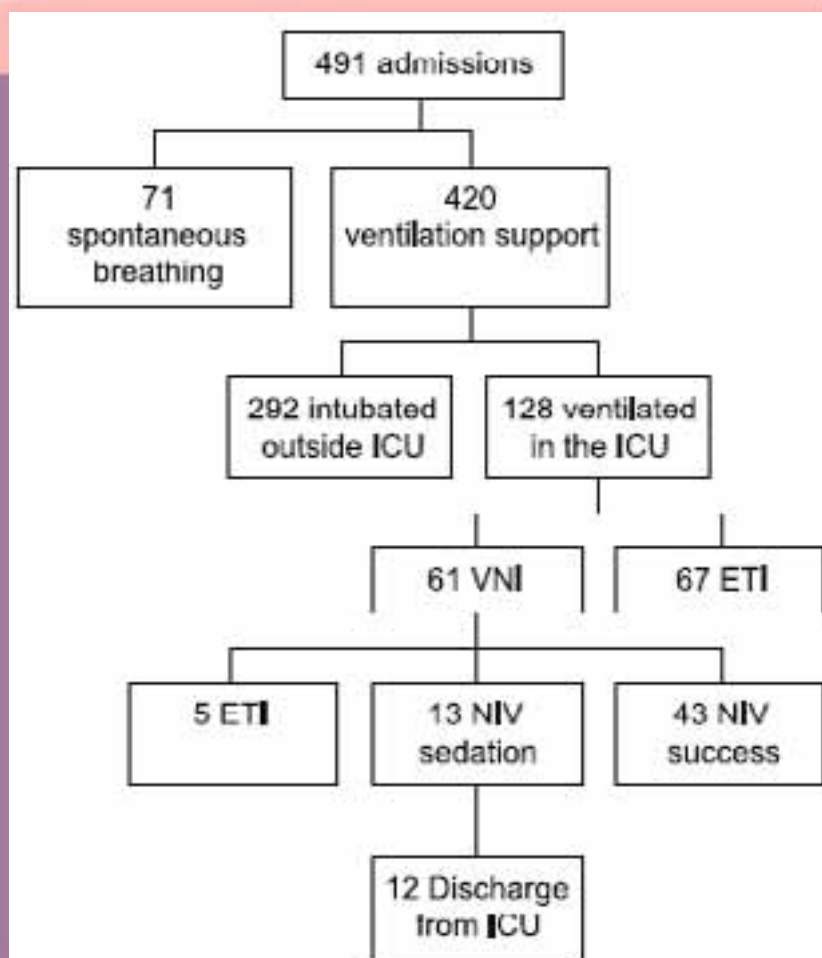 491 admissions
71
spontaneous
breathing
420
ventilation support
292 intubated
outside ICU
128 ventilated
in the ICU
61 VNI
67 ETI
5 ETI
13 NIV
sedation
43 NIV
success
12 Discharge
from ICU